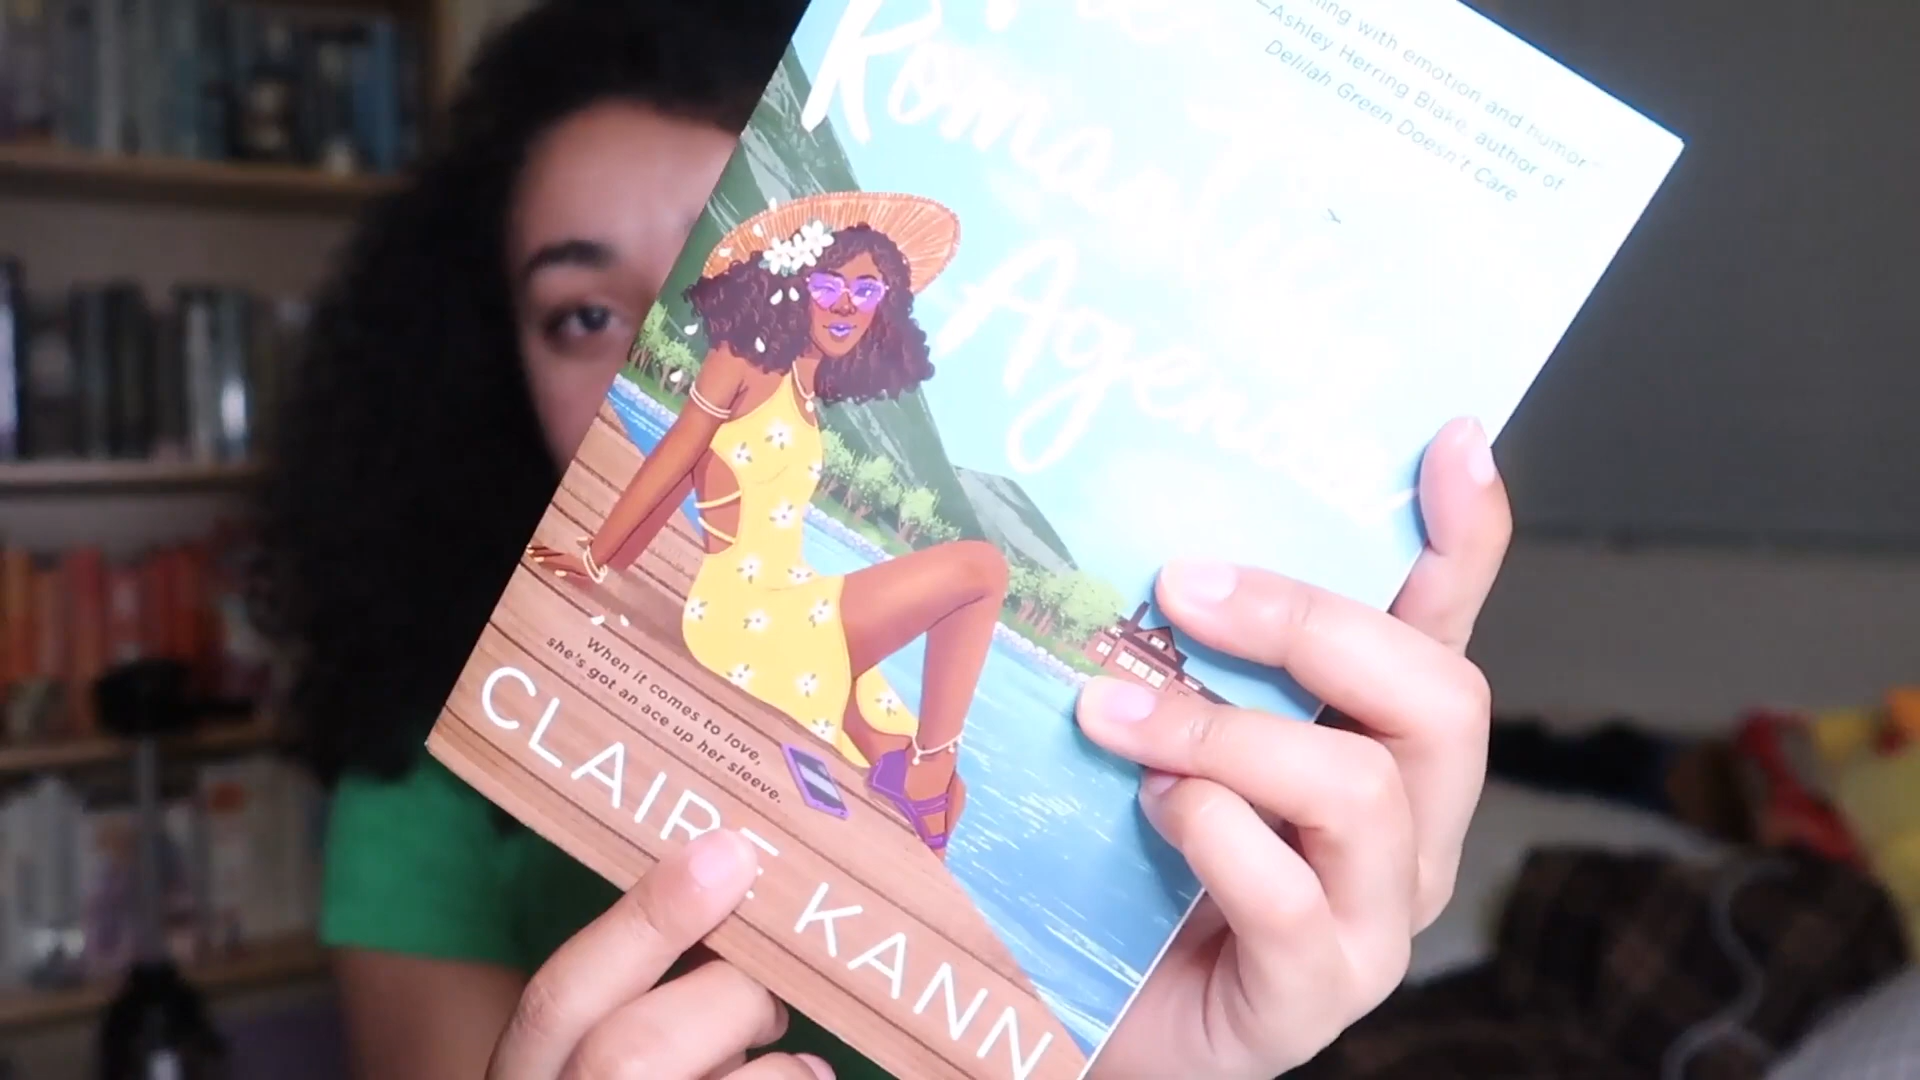 with emotion and humor—
—Ashley Herring Blake, author of
Delilah Green Doesn't Care
Romantic
Agenda
When it comes to love,
she's got an ace up her sleeve.
CLAIRE KANN